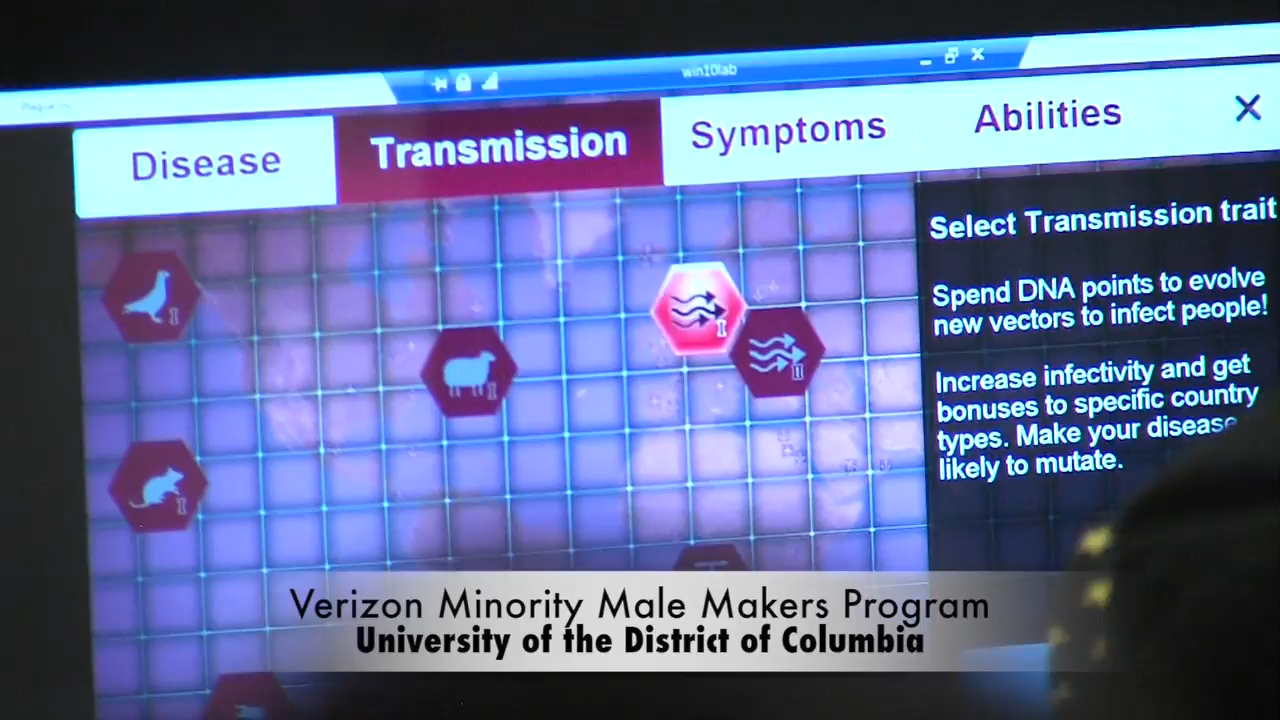 win10lab
Disease
Transmission
Symptoms
Abilities
Select Transmission trait
Spend DNA points to evolve
new vectors to infect people!
Increase infectivity and get
bonuses to specific country
types. Make your disease
likely to mutate.
I
I
I
II
I
Verizon Minority Male Makers Program
University of the District of Columbia